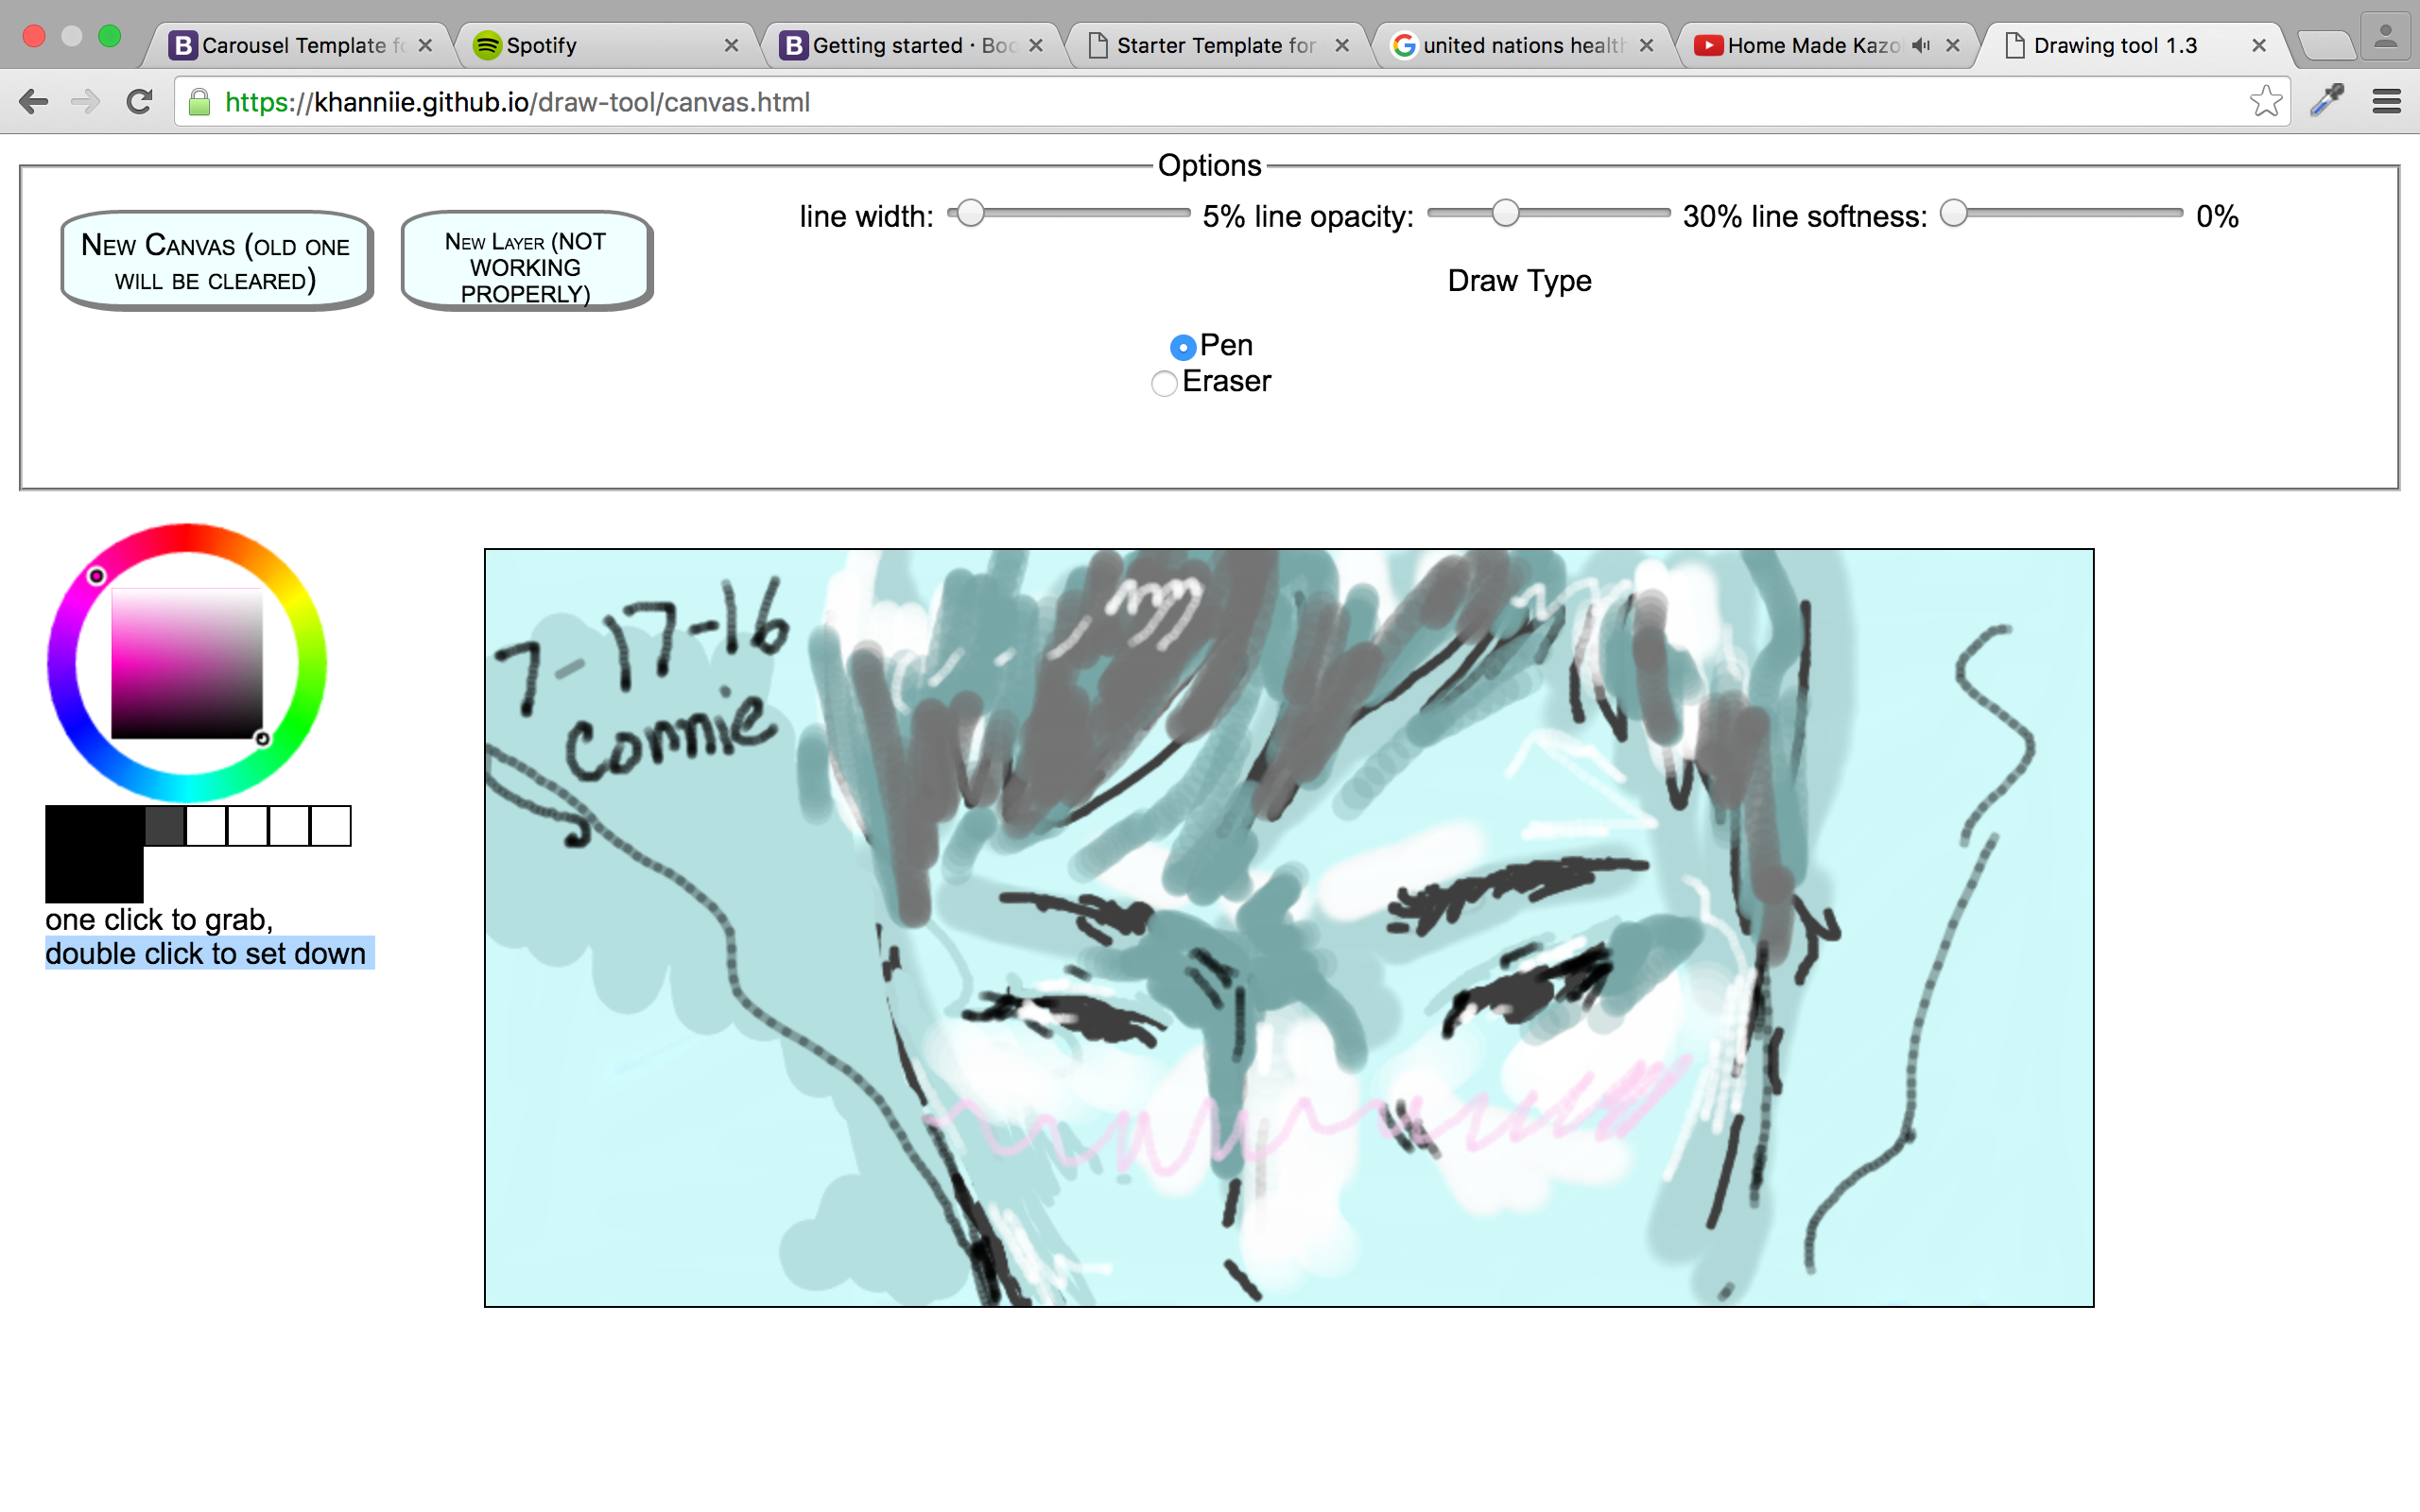 Carousel Template fo
Spotify
Getting started · Boo
Starter Template for
united nations health
Home Made Kazo
Drawing tool 1.3
https://khanniie.github.io/draw-tool/canvas.html
Options
New Canvas (old one
will be cleared)
New Layer (NOT
WORKING
PROPERLY)
line width: 5% line opacity: 30% line softness: 0%
Draw Type
Pen
Eraser
one click to grab,
double click to set down
7-17-16
Connie